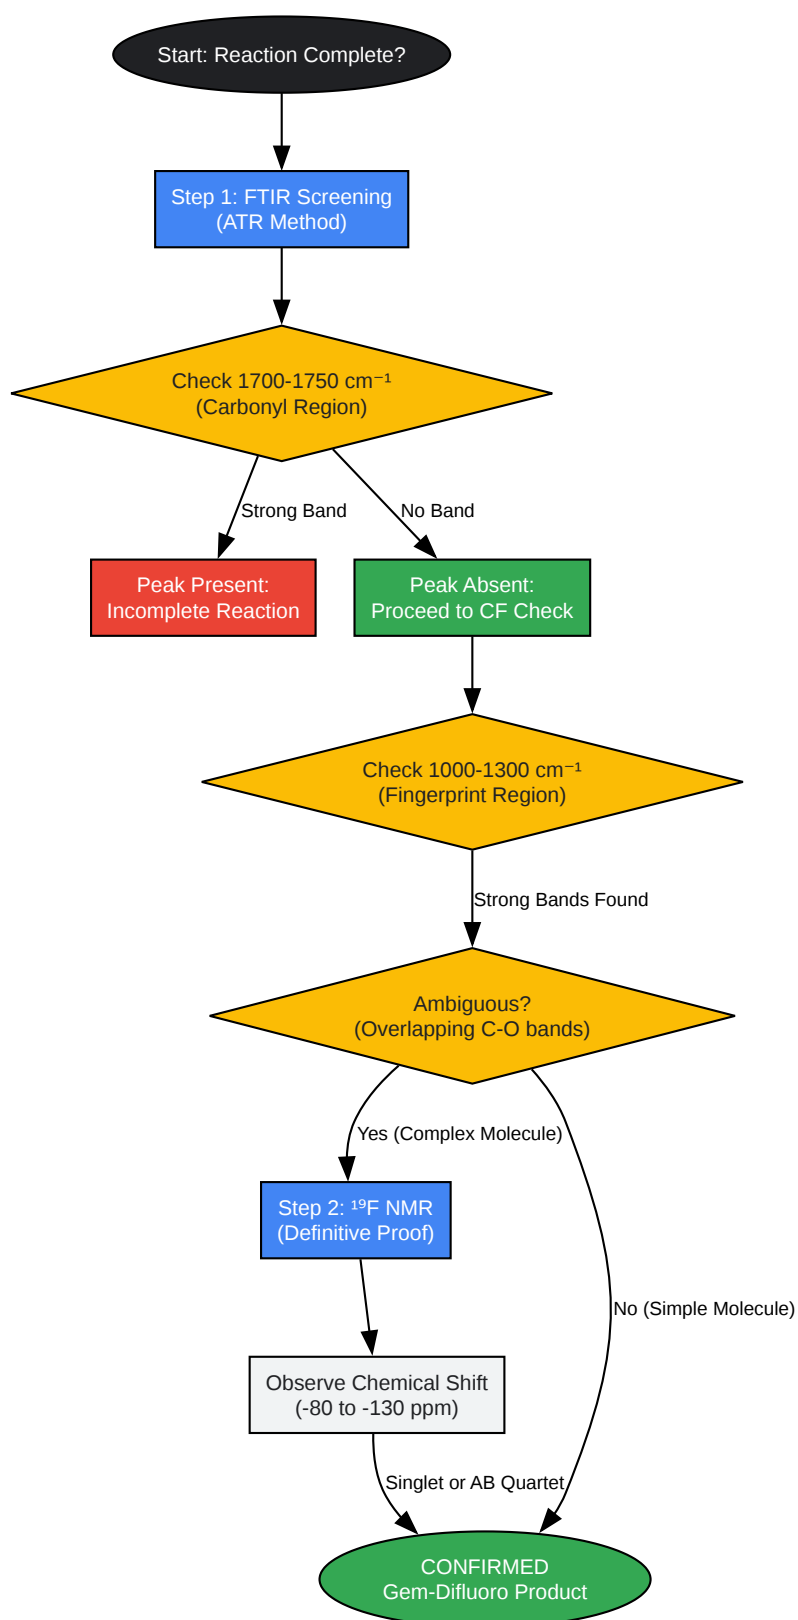 Start: Reaction Complete?
Step 1: FTIR Screening
(ATR Method)
Check 1700-1750 cm⁻¹
(Carbonyl Region)
Strong Band
No Band
Peak Present:
Incomplete Reaction
Peak Absent:
Proceed to CF Check
Check 1000-1300 cm⁻¹
(Fingerprint Region)
Strong Bands Found
Ambiguous?
(Overlapping C-O bands)
Yes (Complex Molecule)
Step 2: ¹⁹F NMR
(Definitive Proof)
No (Simple Molecule)
Observe Chemical Shift
(-80 to -130 ppm)
Singlet or AB Quartet
CONFIRMED
Gem-Difluoro Product